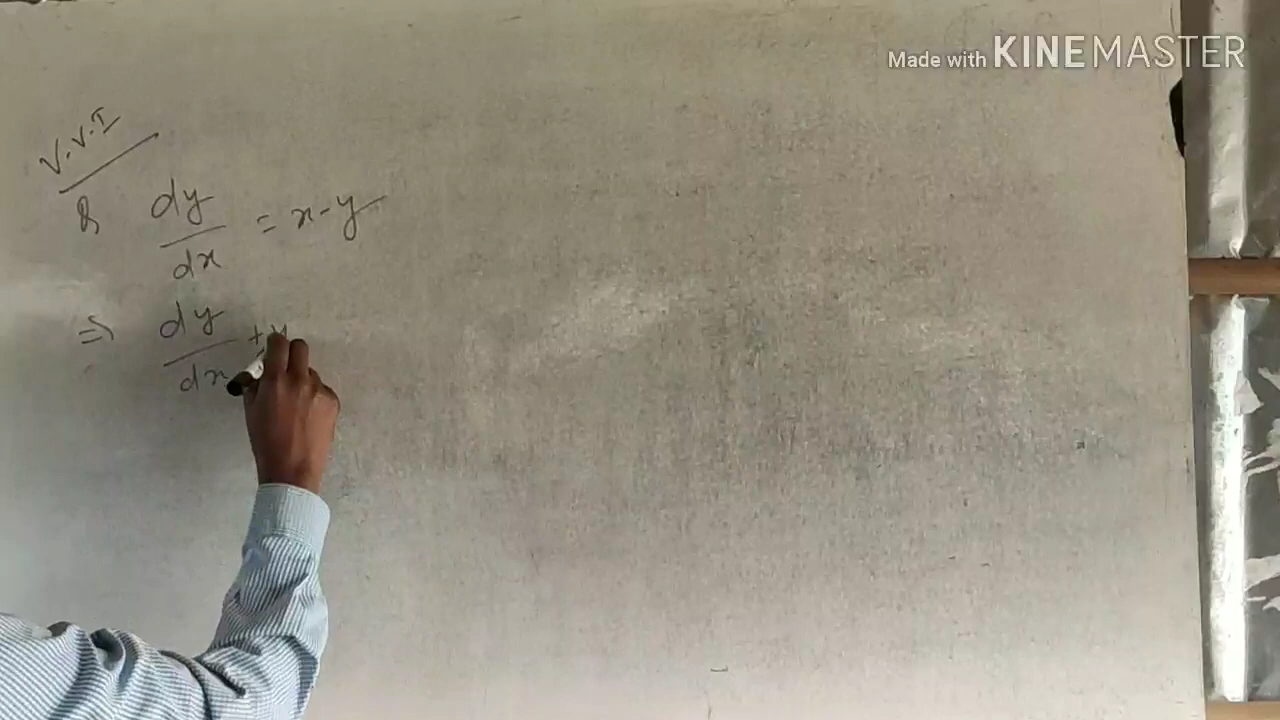 Made with KINEMASTER
V.V.I
Q dy/dx = x-y
⇒ dy/dx + y